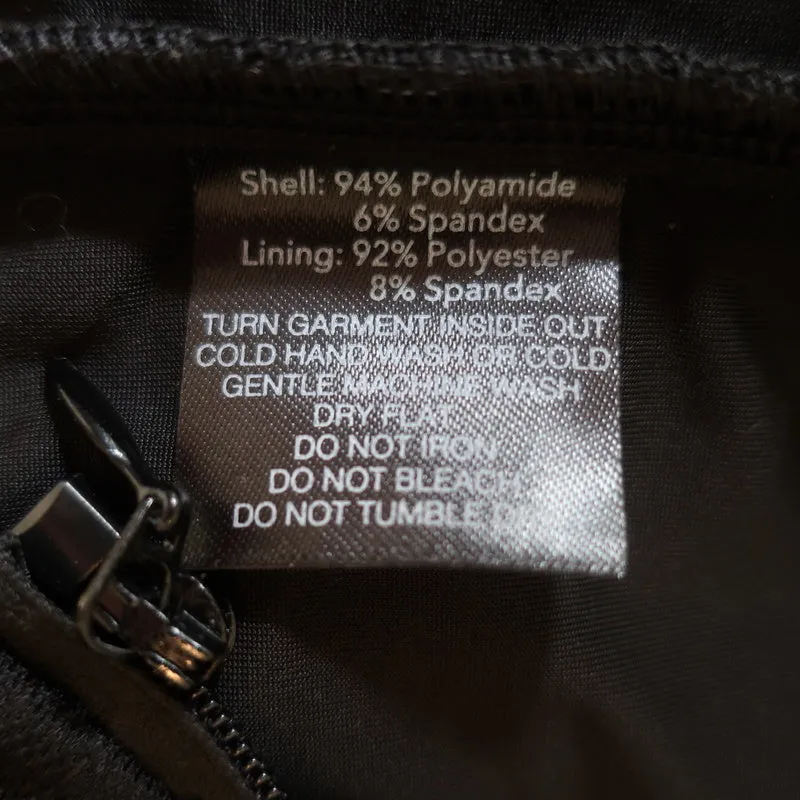 Shell: 94% Polyamide
6% Spandex
Lining: 92% Polyester
8% Spandex
TURN GARMENT INSIDE OUT
COLD HAND WASH OR COLD
GENTLE MACHINE WASH
DRY FLAT
DO NOT IRON
DO NOT BLEACH
DO NOT TUMBLE